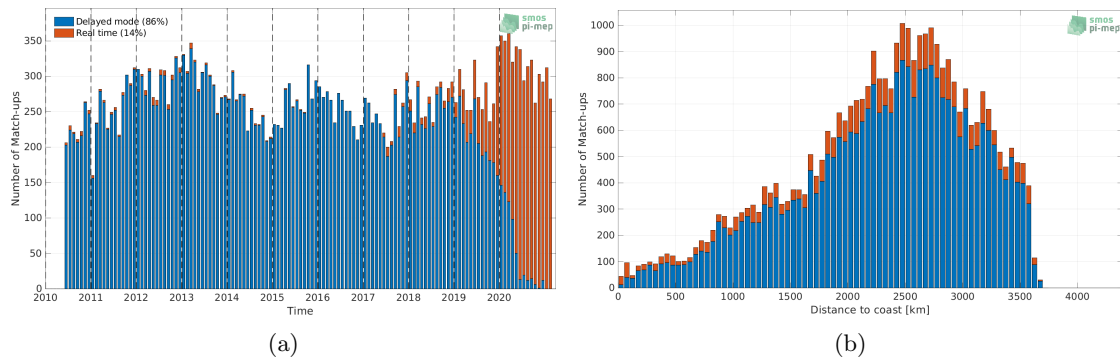 Delayed mode (86%)
Real time (14%)
smos
pi-mep
Number of Match-ups
350
300
250
200
150
100
50
0
2010 2011 2012 2013 2014 2015 2016 2017 2018 2019 2020
Time
(a)
smos
pi-mep
Number of Match-ups
1000
900
800
700
600
500
400
300
200
100
0
0 500 1000 1500 2000 2500 3000 3500 4000
Distance to coast [km]
(b)